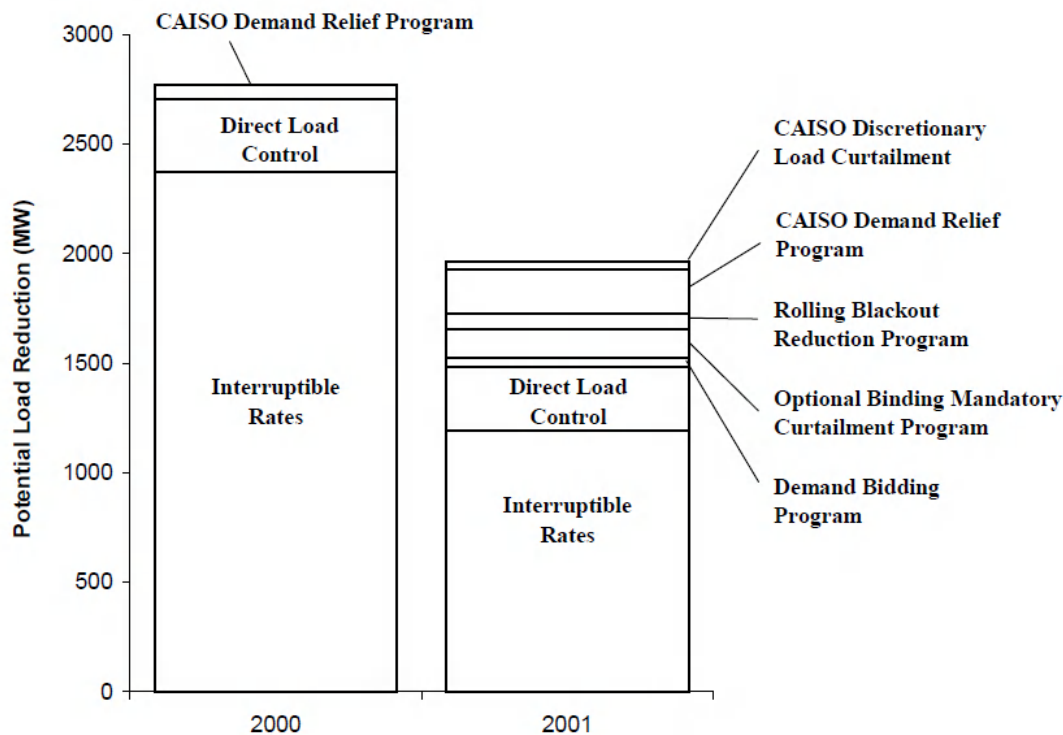 CAISO Demand Relief Program
3000
2500
2000
1500
1000
500
0
Potential Load Reduction (MW)
Direct Load
Control
Interruptible
Rates
2000
Direct Load
Control
Interruptible
Rates
2001
CAISO Discretionary
Load Curtailment
CAISO Demand Relief
Program
Rolling Blackout
Reduction Program
Optional Binding Mandatory
Curtailment Program
Demand Bidding
Program